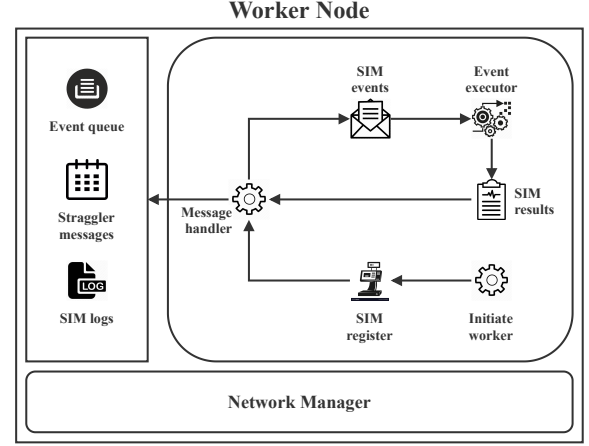 Worker Node
Event queue
Straggler
messages
LOG
SIM logs
SIM
events
Event
executor
Message
handler
SIM
results
SIM
register
Initiate
worker
Network Manager